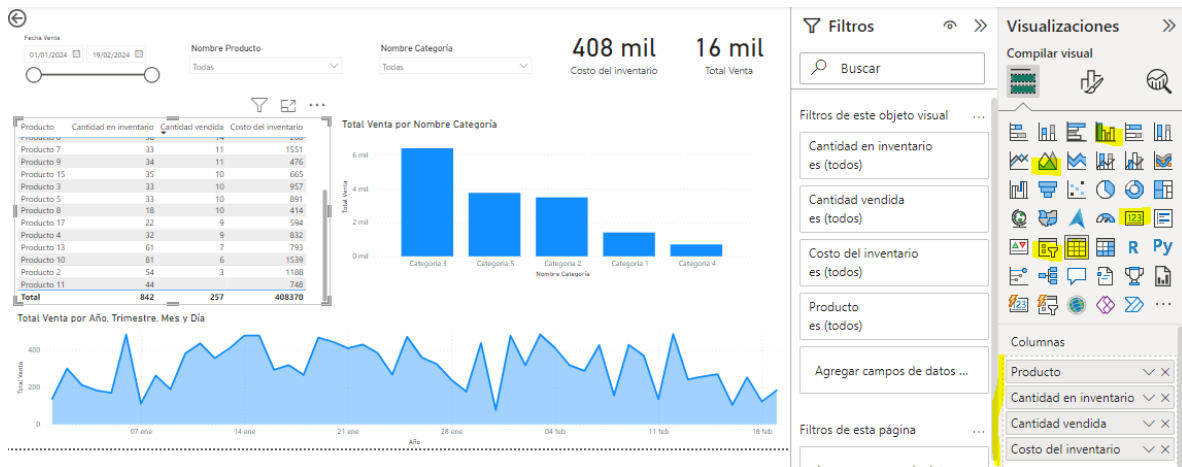 Fecha Venta
01/01/2024 19/02/2024
Nombre Producto
Todas
Nombre Categoría
Todas
408 mil
Costo del inventario
16 mil
Total Venta
Producto Cantidad en inventario Cantidad vendida Costo del inventario
Producto 7 33 11 1551
Producto 9 34 11 476
Producto 15 35 10 665
Producto 3 33 10 957
Producto 5 33 10 891
Producto 8 18 10 414
Producto 17 22 9 594
Producto 4 32 9 832
Producto 13 61 7 793
Producto 10 81 6 1539
Producto 2 54 3 1188
Producto 11 44 748
Total 842 257 408370
Total Venta por Nombre Categoría
6 mil
4 mil
2 mil
0 mil
Total Venta
Categoria 3 Categoria 5 Categoria 2 Categoria 1 Categoria 4
Nombre Categoría
Total Venta por Año, Trimestre, Mes y Día
400
200
0
Total Venta
07 ene 14 ene 21 ene 28 ene 04 feb 11 feb 18 feb
Año
Filtros
Buscar
Filtros de este objeto visual
Cantidad en inventario
es (todos)
Cantidad vendida
es (todos)
Costo del inventario
es (todos)
Producto
es (todos)
Agregar campos de datos ...
Filtros de esta página
Visualizaciones
Compilar visual
123
R Py
123
Columnas
Producto
Cantidad en inventario
Cantidad vendida
Costo del inventario